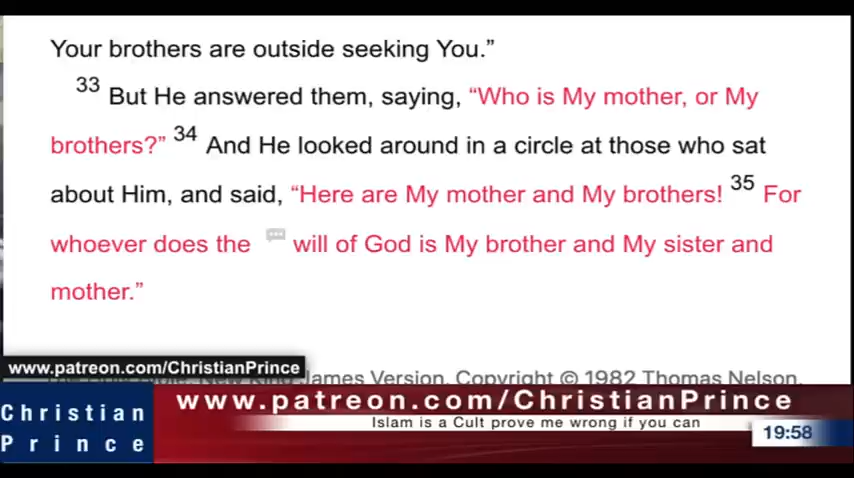 Your brothers are outside seeking You.”
33 But He answered them, saying, “Who is My mother, or My
brothers?” 34 And He looked around in a circle at those who sat
about Him, and said, “Here are My mother and My brothers! 35 For
whoever does the will of God is My brother and My sister and
mother.”
www.patreon.com/ChristianPrince
King James Version, Copyright © 1982 Thomas Nelson.
Christian
Prince
www.patreon.com/ChristianPrince
Islam is a Cult prove me wrong if you can
19:58